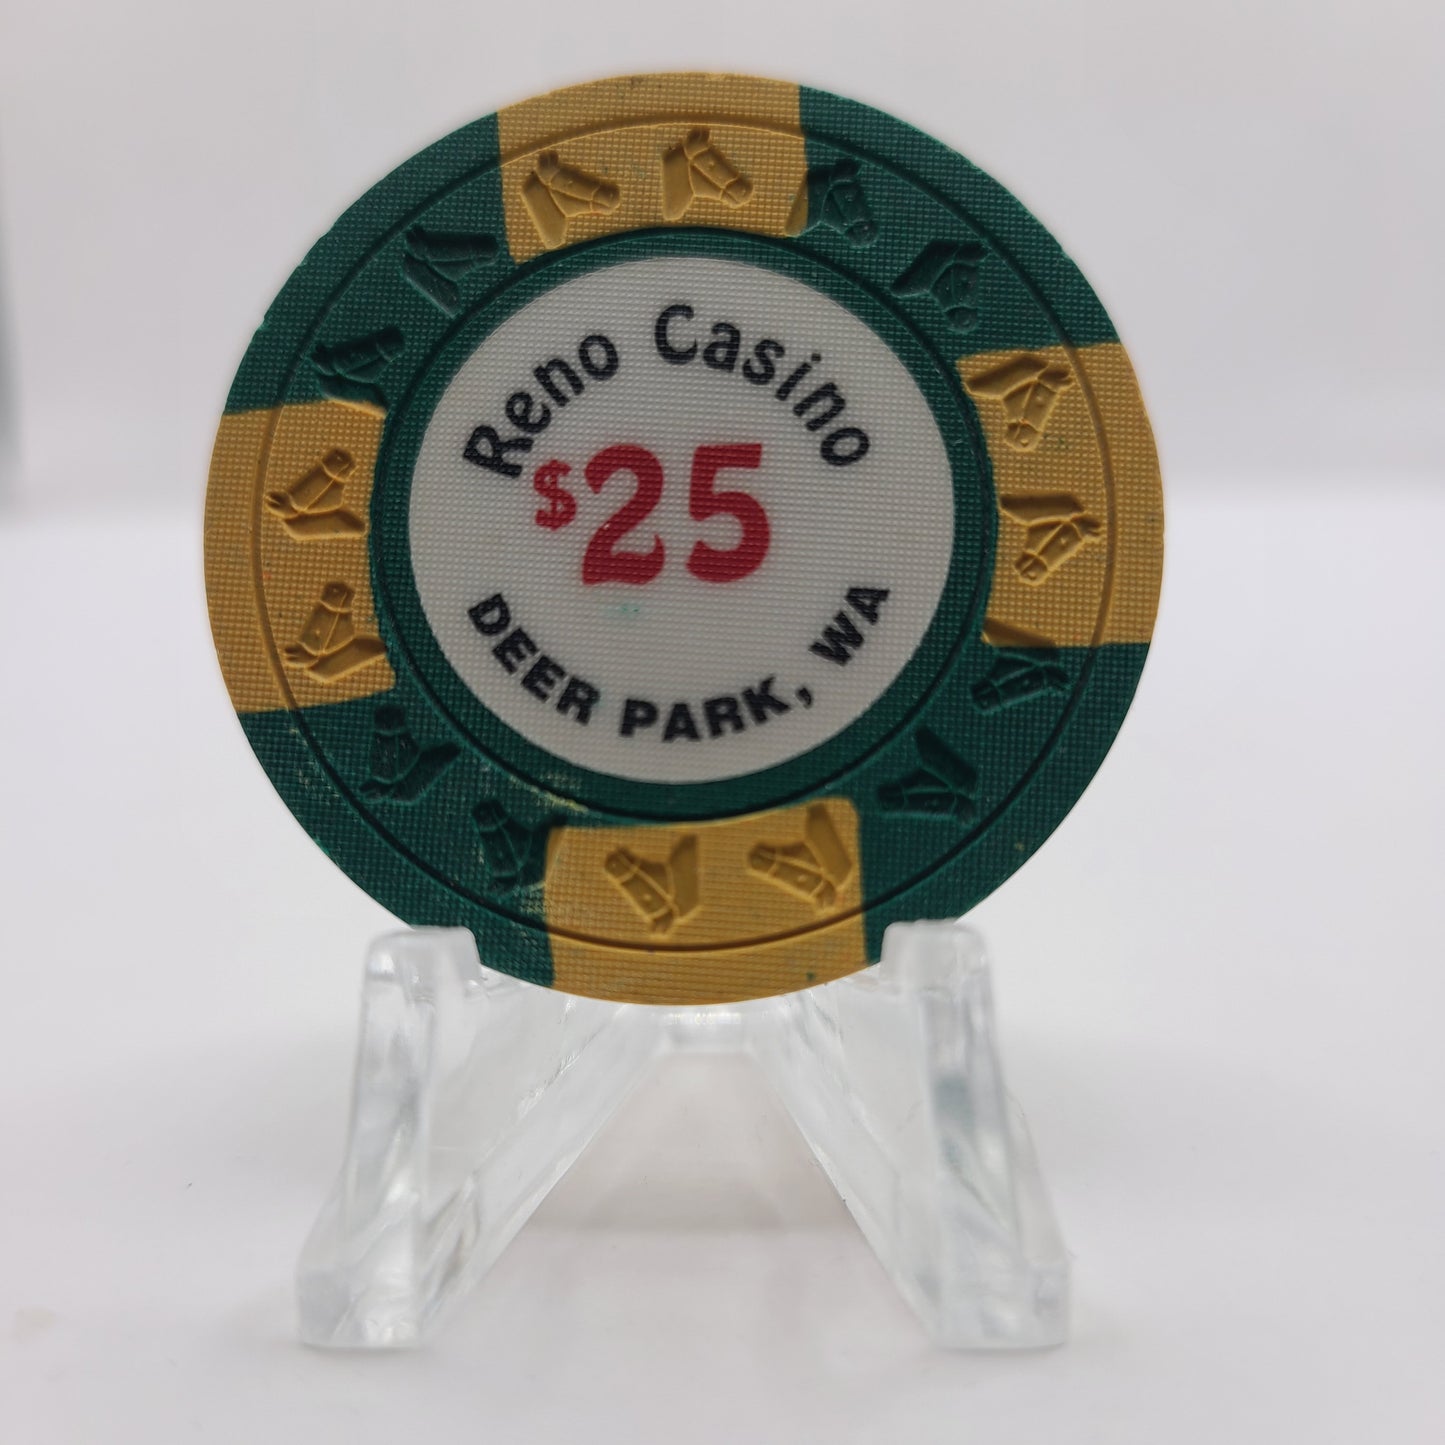 Reno Casino
$25
DEER PARK, WA